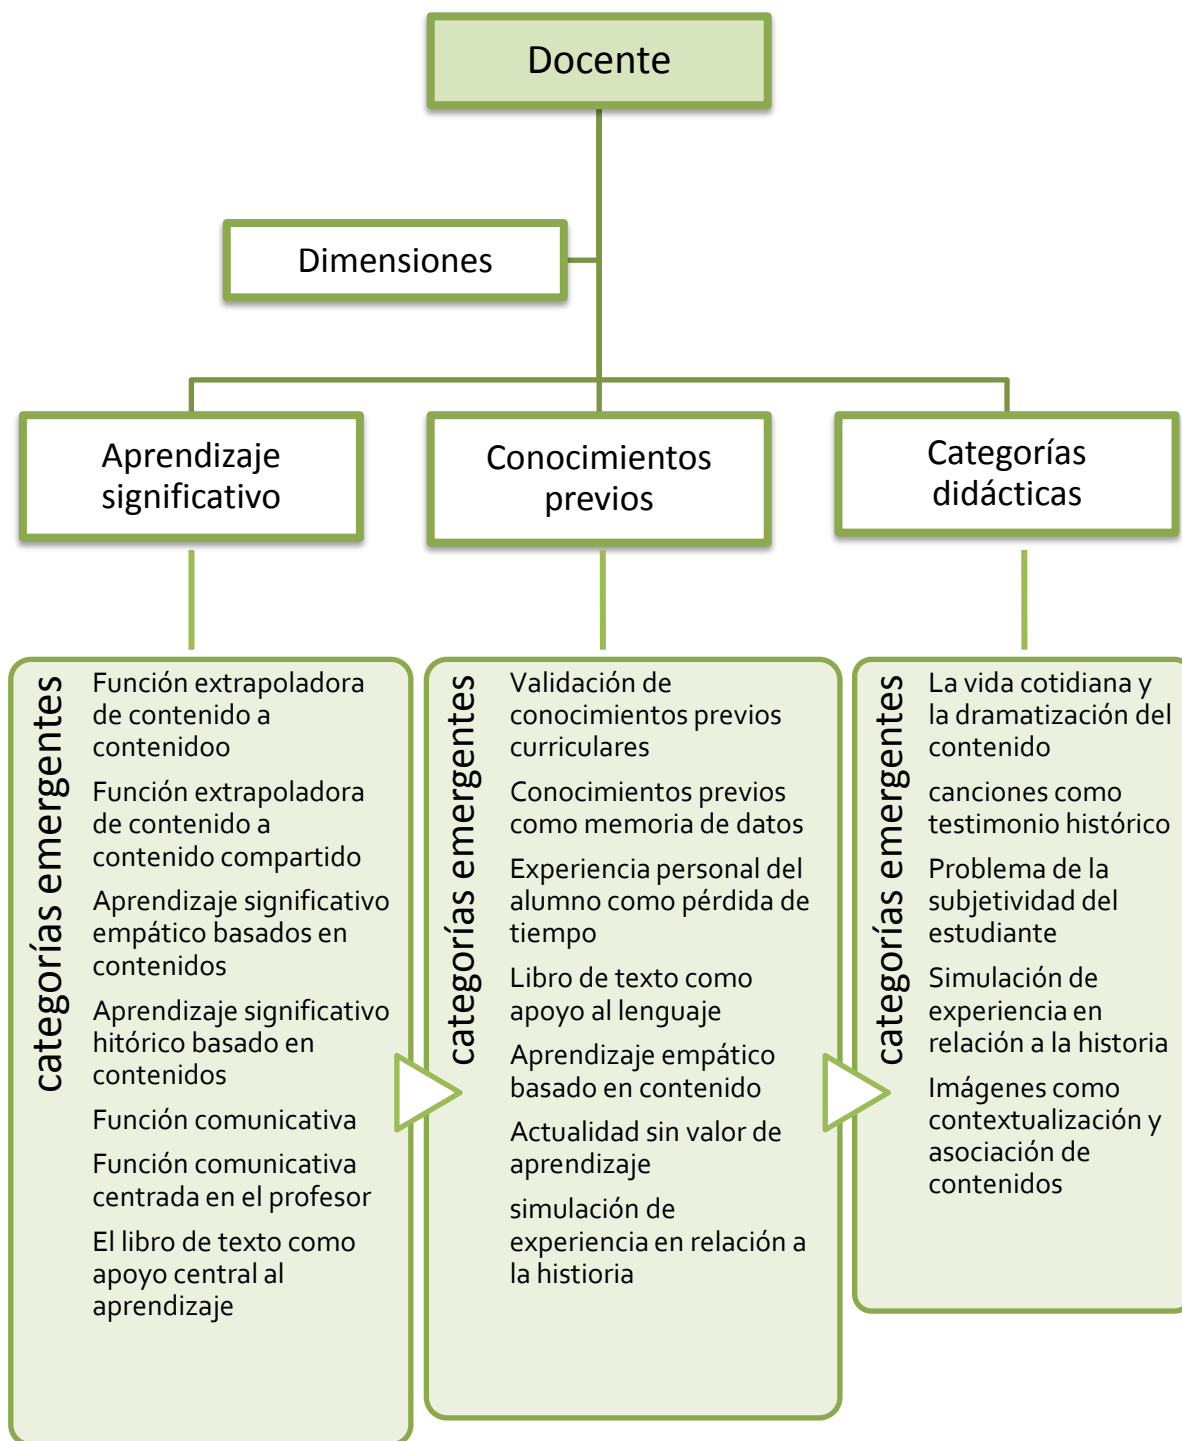 Docente
Dimensiones
Aprendizaje
significativo
Conocimientos
previos
Categorías
didácticas
categorías emergentes
Función extrapoladora
de contenido a
contenidoo
Función extrapoladora
de contenido a
contenido compartido
Aprendizaje significativo
empático basados en
contenidos
Aprendizaje significativo
hitórico basado en
contenidos
Función comunicativa
Función comunicativa
centrada en el profesor
El libro de texto como
apoyo central al
aprendizaje
categorías emergentes
Validación de
conocimientos previos
curriculares
Conocimientos previos
como memoria de datos
Experiencia personal del
alumno como pérdida de
tiempo
Libro de texto como
apoyo al lenguaje
Aprendizaje empático
basado en contenido
Actualidad sin valor de
aprendizaje
simulación de
experiencia en relación a
la histioria
categorías emergentes
La vida cotidiana y
la dramatización del
contenido
canciones como
testimonio histórico
Problema de la
subjetividad del
estudiante
Simulación de
experiencia en
relación a la historia
Imágenes como
contextualización y
asociación de
contenidos